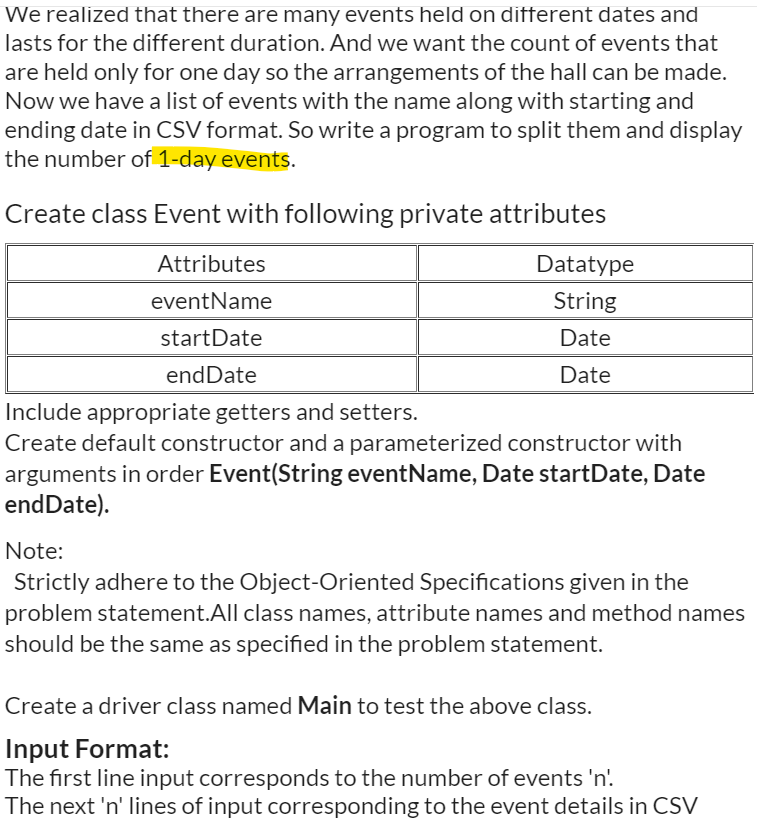 We realized that there are many events held on different dates and
lasts for the different duration. And we want the count of events that
are held only for one day so the arrangements of the hall can be made.
Now we have a list of events with the name along with starting and
ending date in CSV format. So write a program to split them and display
the number of 1-day events.
Create class Event with following private attributes
Attributes Datatype
eventName String
startDate Date
endDate Date
Include appropriate getters and setters.
Create default constructor and a parameterized constructor with
arguments in order Event(String eventName, Date startDate, Date
endDate).
Note:
Strictly adhere to the Object-Oriented Specifications given in the
problem statement.All class names, attribute names and method names
should be the same as specified in the problem statement.
Create a driver class named Main to test the above class.
Input Format:
The first line input corresponds to the number of events 'n'.
The next 'n' lines of input corresponding to the event details in CSV